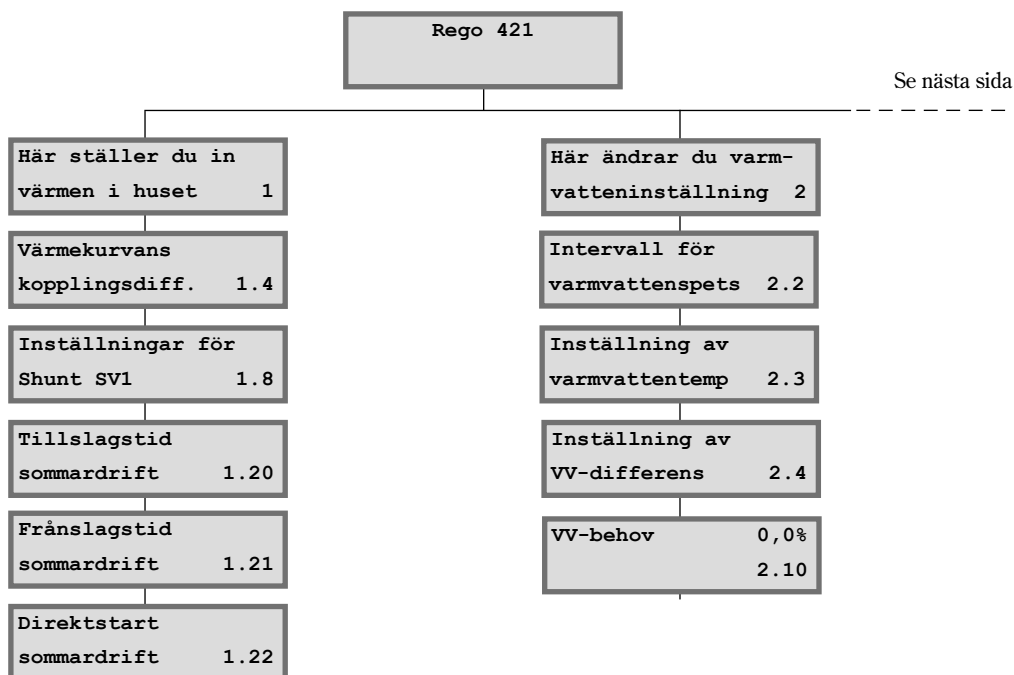 Rego 421
Se nästa sida
Här ställer du in
värmen i huset 1
Värmekurvans
kopplingsdiff. 1.4
Inställningar för
Shunt SV1 1.8
Tillslagstid
sommardrift 1.20
Frånslagstid
sommardrift 1.21
Direktstart
sommardrift 1.22
Här ändrar du varm-
vatteninställning 2
Intervall för
varmvattenspets 2.2
Inställning av
varmvattentemp 2.3
Inställning av
VV-differens 2.4
VV-behov 0,0%
2.10